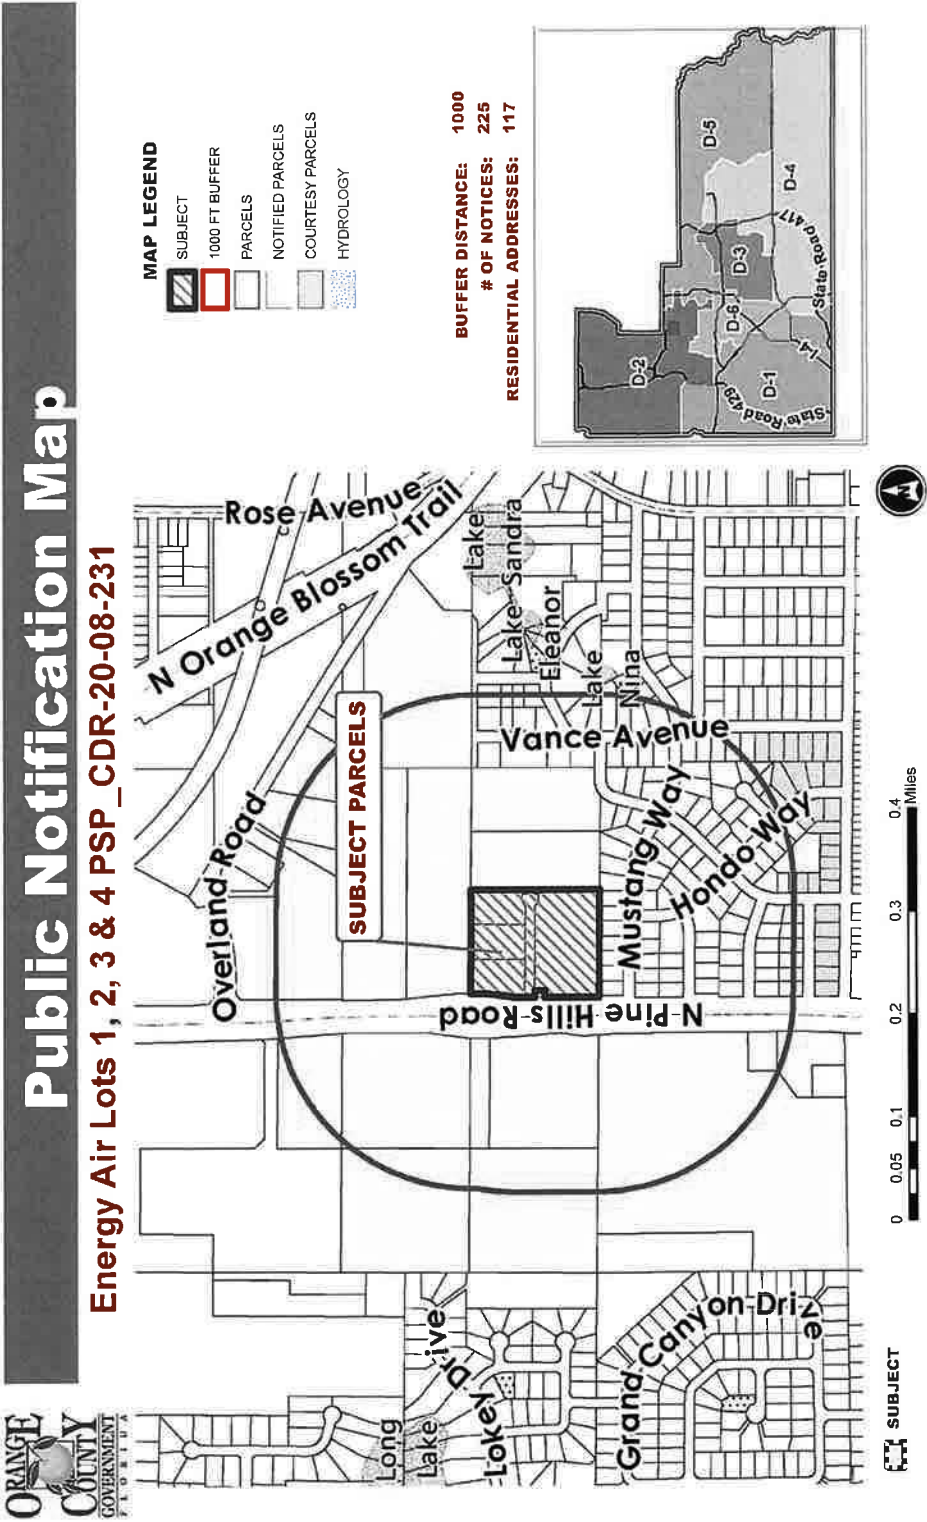 ORANGE
COUNTY
GOVERNMENT
FLORIDA
Public Notification Map
Energy Air Lots 1, 2, 3 & 4 PSP_CDR-20-08-231
Rose Avenue
N Orange Blossom Trail
Overland Road
SUBJECT PARCELS
Lake
Sandra
Lake
Eleanor
Lake
Nina
Vance Avenue
N Pine Hills Road
Mustang Way
Hondo Way
Long
Lake
Lokey Drive
Grand Canyon Drive
MAP LEGEND
SUBJECT
1000 FT BUFFER
PARCELS
NOTIFIED PARCELS
COURTESY PARCELS
HYDROLOGY
BUFFER DISTANCE: 1000
# OF NOTICES: 225
RESIDENTIAL ADDRESSES: 117
D-2
D-5
D-3
D-6
D-4
D-1
State Road 429
I-4
State Road 417
SUBJECT
0 0.05 0.1 0.2 0.3 0.4
Miles
N